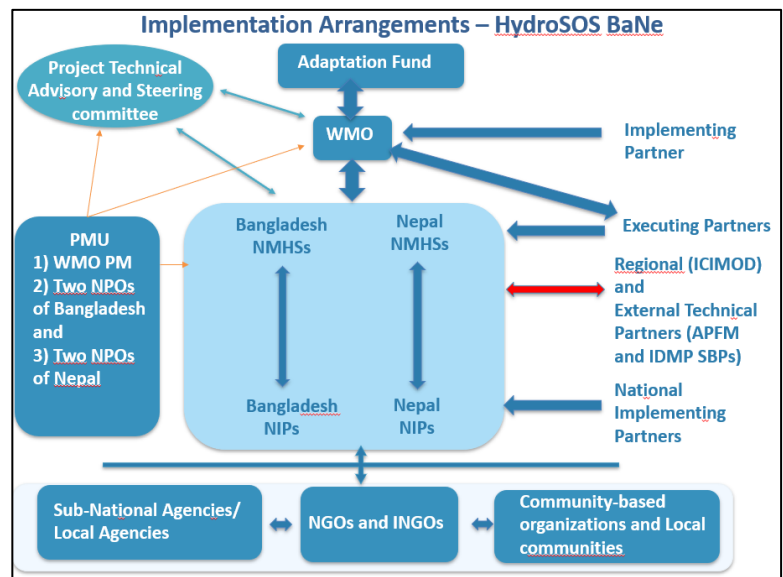 Implementation Arrangements – HydroSOS BaNe
Project Technical
Advisory and Steering
committee
Adaptation Fund
WMO
Implementing
Partner
PMU
1) WMO PM
2) Two NPOs
of Bangladesh
and
3) Two NPOs
of Nepal
Bangladesh
NMHSs
Nepal
NMHSs
Bangladesh
NIPs
Nepal
NIPs
Executing Partners
Regional (ICIMOD)
and
External Technical
Partners (APFM
and IDMP SBPs)
National
Implementing
Partners
Sub-National Agencies/
Local Agencies
NGOs and INGOs
Community-based
organizations and Local
communities